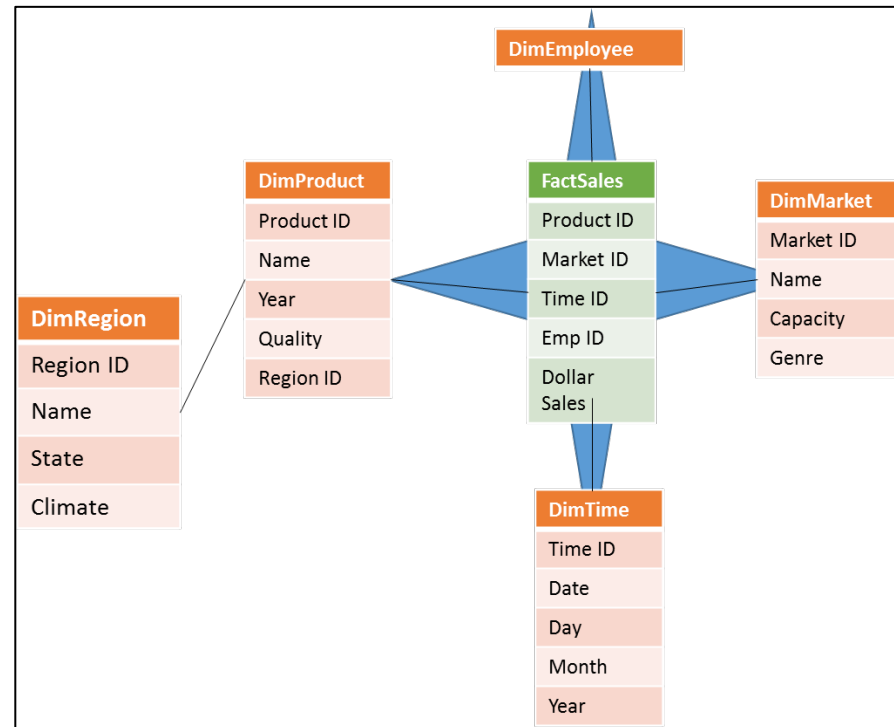 DimEmployee
DimProduct
Product ID
Name
Year
Quality
Region ID
FactSales
Product ID
Market ID
Time ID
Emp ID
Dollar
Sales
DimMarket
Market ID
Name
Capacity
Genre
DimRegion
Region ID
Name
State
Climate
DimTime
Time ID
Date
Day
Month
Year